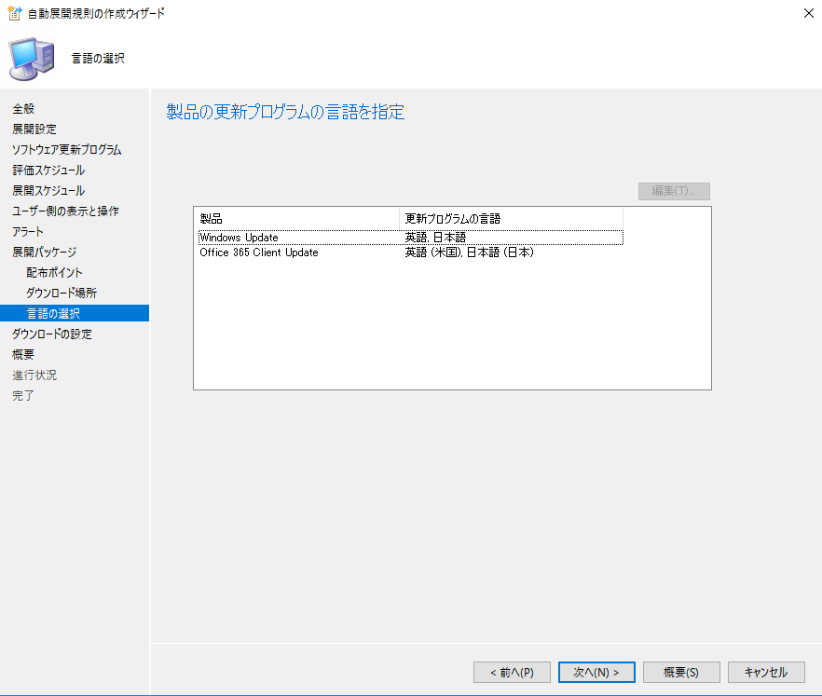 自動展開規則の作成ウィザード
言語の選択
全般
展開設定
ソフトウェア更新プログラム
評価スケジュール
展開スケジュール
ユーザー側の表示と操作
アラート
展開パッケージ
配布ポイント
ダウンロード場所
言語の選択
ダウンロードの設定
概要
進行状況
完了
製品の更新プログラムの言語を指定
編集(T)...
製品 更新プログラムの言語
Windows Update 英語, 日本語
Office 365 Client Update 英語 (米国), 日本語 (日本)
< 前へ(P) 次へ(N) > 概要(S) キャンセル